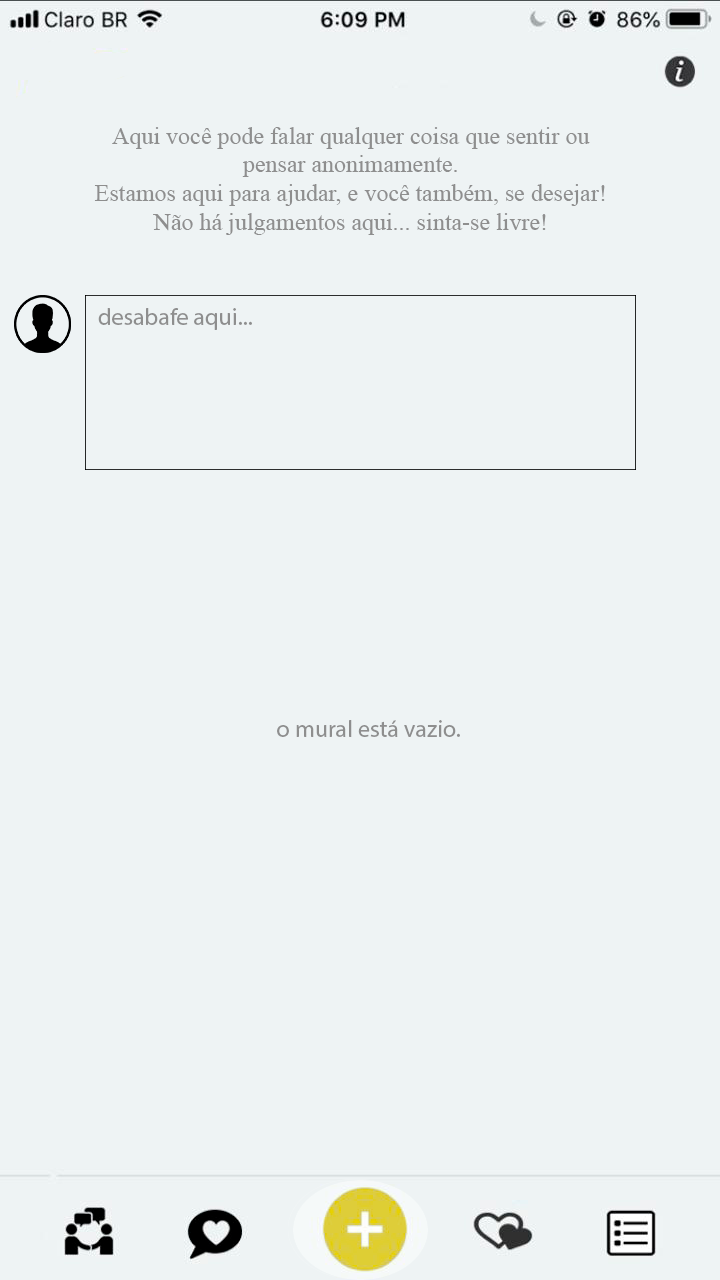 Claro BR 6:09 PM 86%
i
Aqui você pode falar qualquer coisa que sentir ou
pensar anonimamente.
Estamos aqui para ajudar, e você também, se desejar!
Não há julgamentos aqui... sinta-se livre!
desabafe aqui...
o mural está vazio.